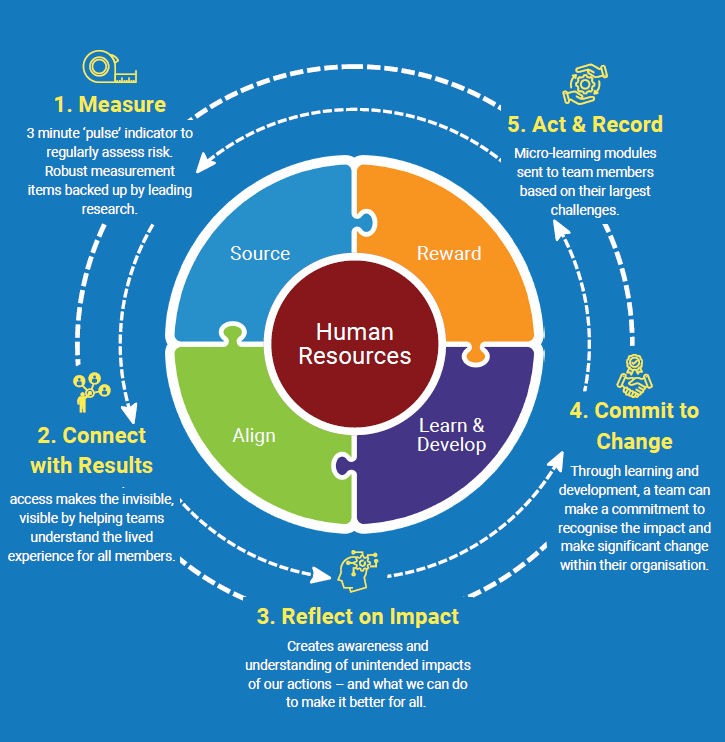 1. Measure
3 minute ‘pulse’ indicator to
regularly assess risk.
Robust measurement
items backed up by leading
research.
5. Act & Record
Micro-learning modules
sent to team members
based on their largest
challenges.
Source
Reward
Human
Resources
Align
Learn &
Develop
2. Connect
with Results
access makes the invisible,
visible by helping teams
understand the lived
experience for all members.
4. Commit to
Change
Through learning and
development, a team can
make a commitment to
recognise the impact and
make significant change
within their organisation.
3. Reflect on Impact
Creates awareness and
understanding of unintended impacts
of our actions – and what we can do
to make it better for all.